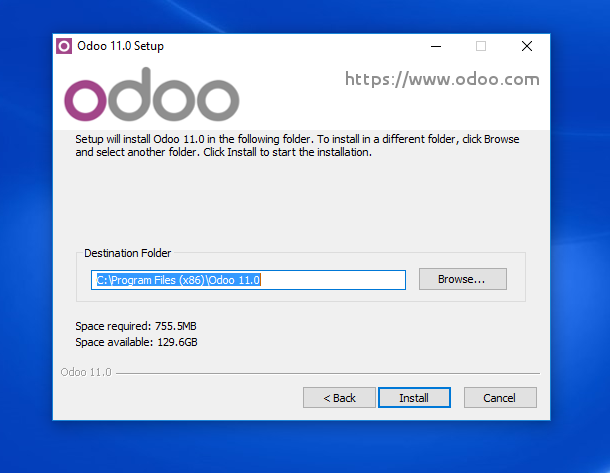 Odoo 11.0 Setup
odoo
https://www.odoo.com
Setup will install Odoo 11.0 in the following folder. To install in a different folder, click Browse
and select another folder. Click Install to start the installation.
Destination Folder
C:\Program Files (x86)\Odoo 11.0
Browse...
Space required: 755.5MB
Space available: 129.6GB
Odoo 11.0
< Back
Install
Cancel